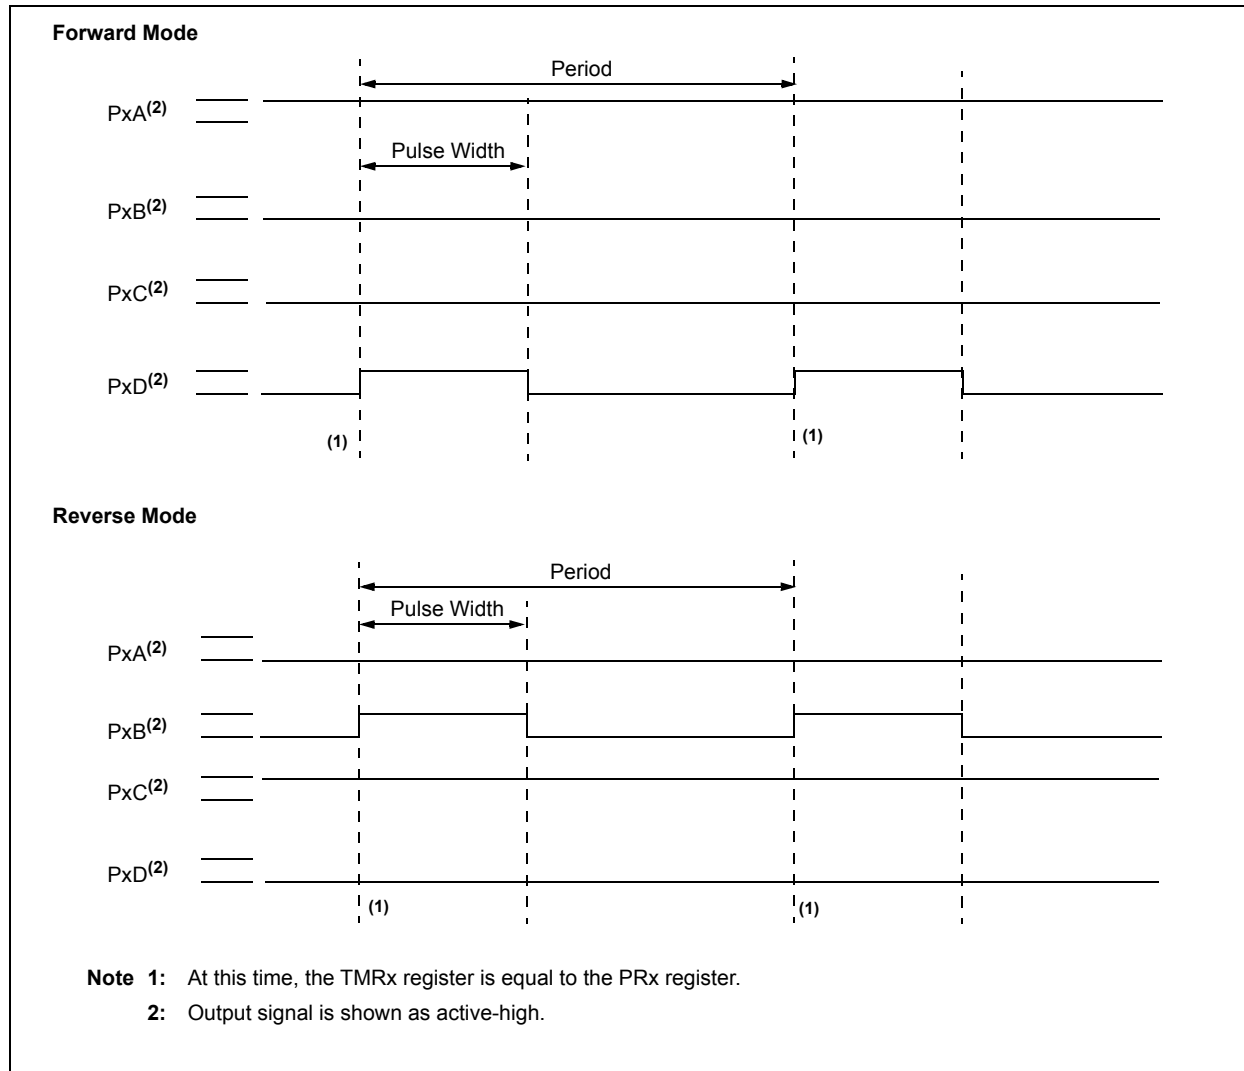 Forward Mode
Period
PxA(2)
Pulse Width
PxB(2)
PxC(2)
PxD(2)
(1) (1)
Reverse Mode
Period
Pulse Width
PxA(2)
PxB(2)
PxC(2)
PxD(2)
(1) (1)
Note 1: At this time, the TMRx register is equal to the PRx register.
2: Output signal is shown as active-high.